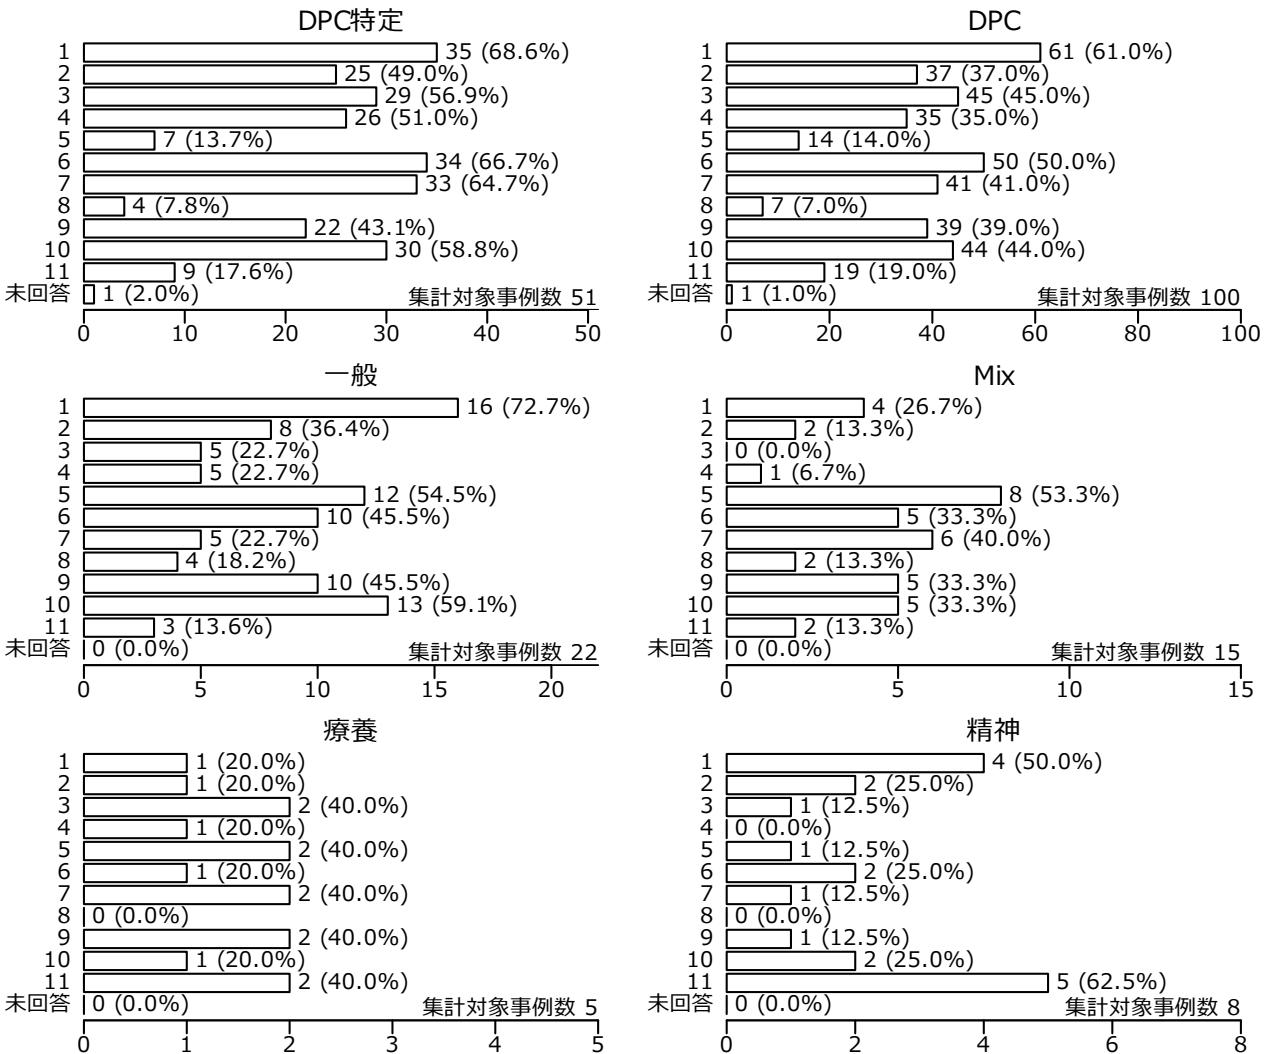 DPC特定
1 35 (68.6%)
2 25 (49.0%)
3 29 (56.9%)
4 26 (51.0%)
5 7 (13.7%)
6 34 (66.7%)
7 33 (64.7%)
8 4 (7.8%)
9 22 (43.1%)
10 30 (58.8%)
11 9 (17.6%)
未回答 1 (2.0%) 集計対象事例数 51
0 10 20 30 40 50
DPC
1 61 (61.0%)
2 37 (37.0%)
3 45 (45.0%)
4 35 (35.0%)
5 14 (14.0%)
6 50 (50.0%)
7 41 (41.0%)
8 7 (7.0%)
9 39 (39.0%)
10 44 (44.0%)
11 19 (19.0%)
未回答 1 (1.0%) 集計対象事例数 100
0 20 40 60 80 100
一般
1 16 (72.7%)
2 8 (36.4%)
3 5 (22.7%)
4 5 (22.7%)
5 12 (54.5%)
6 10 (45.5%)
7 5 (22.7%)
8 4 (18.2%)
9 10 (45.5%)
10 13 (59.1%)
11 3 (13.6%)
未回答 0 (0.0%) 集計対象事例数 22
0 5 10 15 20
Mix
1 4 (26.7%)
2 2 (13.3%)
3 0 (0.0%)
4 1 (6.7%)
5 8 (53.3%)
6 5 (33.3%)
7 6 (40.0%)
8 2 (13.3%)
9 5 (33.3%)
10 5 (33.3%)
11 2 (13.3%)
未回答 0 (0.0%) 集計対象事例数 15
0 5 10 15
療養
1 1 (20.0%)
2 1 (20.0%)
3 2 (40.0%)
4 1 (20.0%)
5 2 (40.0%)
6 1 (20.0%)
7 2 (40.0%)
8 0 (0.0%)
9 2 (40.0%)
10 1 (20.0%)
11 2 (40.0%)
未回答 0 (0.0%) 集計対象事例数 5
0 1 2 3 4 5
精神
1 4 (50.0%)
2 2 (25.0%)
3 1 (12.5%)
4 0 (0.0%)
5 1 (12.5%)
6 2 (25.0%)
7 1 (12.5%)
8 0 (0.0%)
9 1 (12.5%)
10 2 (25.0%)
11 5 (62.5%)
未回答 0 (0.0%) 集計対象事例数 8
0 2 4 6 8